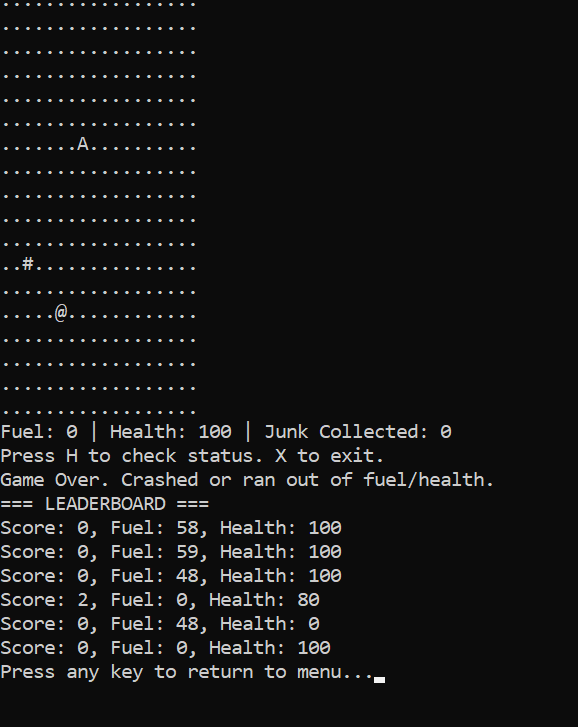 ..................
..................
..................
..................
..................
..................
.......A..........
..................
..................
..................
..................
..#...............
..................
.....@............
..................
..................
..................
..................
Fuel: 0 | Health: 100 | Junk Collected: 0
Press H to check status. X to exit.
Game Over. Crashed or ran out of fuel/health.
=== LEADERBOARD ===
Score: 0, Fuel: 58, Health: 100
Score: 0, Fuel: 59, Health: 100
Score: 0, Fuel: 48, Health: 100
Score: 2, Fuel: 0, Health: 80
Score: 0, Fuel: 48, Health: 0
Score: 0, Fuel: 0, Health: 100
Press any key to return to menu...